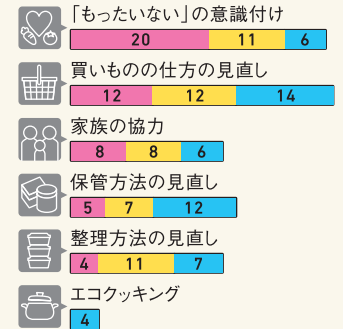 「もったいない」の意識付け
20 11 6
買いものの仕方の見直し
12 12 14
家族の協力
8 8 6
保管方法の見直し
5 7 12
整理方法の見直し
4 11 7
エコクッキング
4